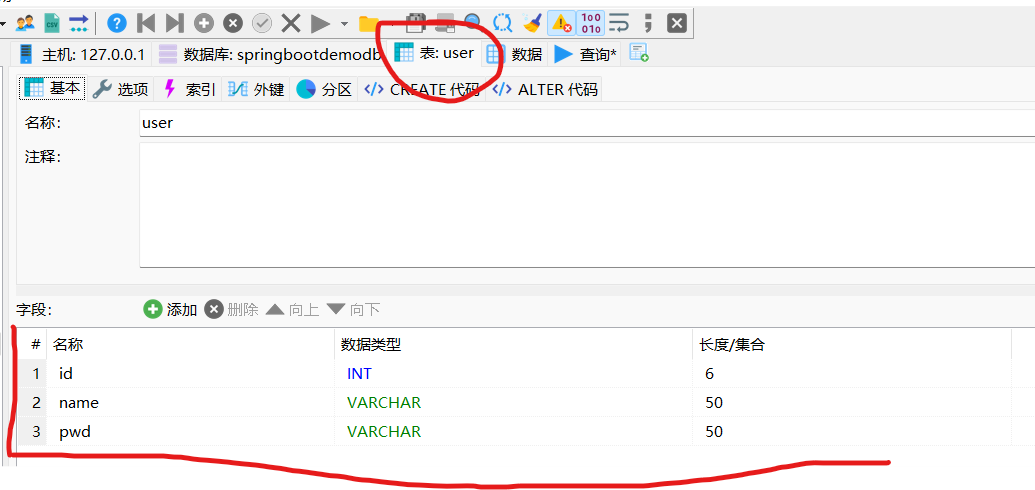 主机: 127.0.0.1 数据库: springbootdemodb 表: user 数据 查询*
基本 选项 索引 外键 分区 CREATE 代码 ALTER 代码
名称: user
注释:
字段: 添加 删除 向上 向下
# 名称 数据类型 长度/集合
1 id INT 6
2 name VARCHAR 50
3 pwd VARCHAR 50